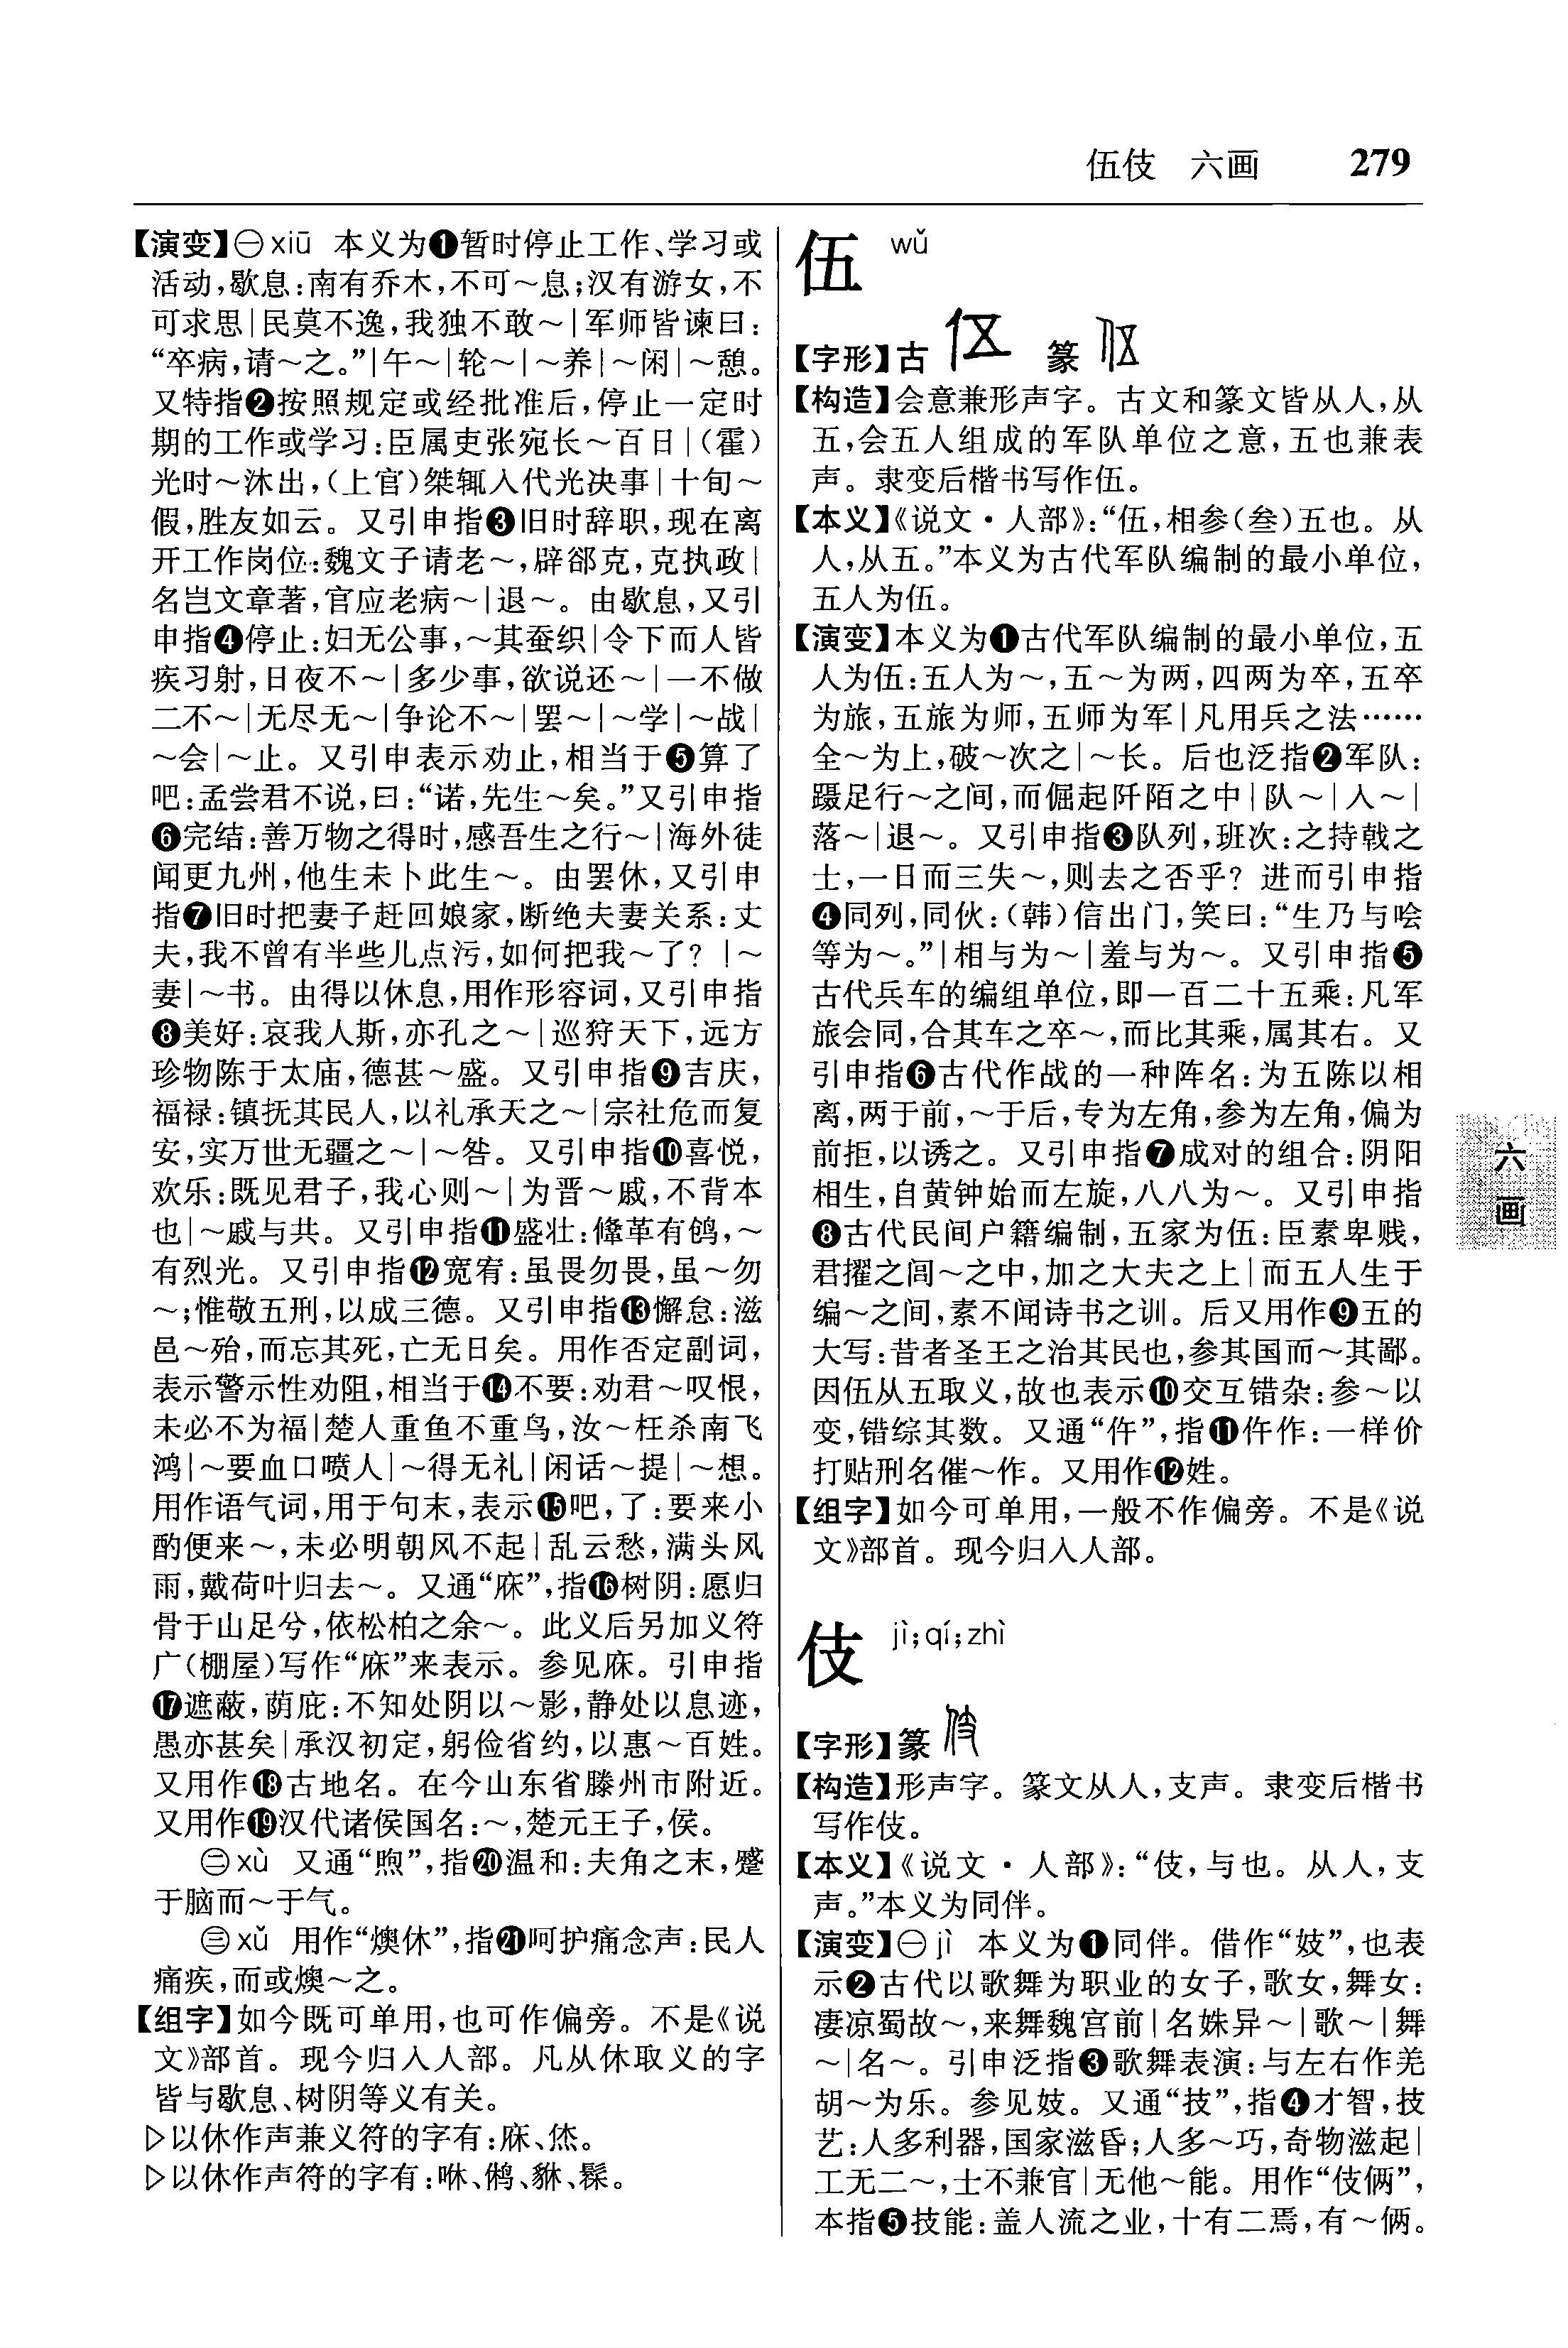 伍伎 六画 279
【演变】㊀xiū 本义为❶暂时停止工作、学习或
活动,歇息:南有乔木,不可～息;汉有游女,不
可求思|民莫不逸,我独不敢～|军师皆谏曰:
“卒病,请～之。”|午～|轮～|～养|～闲|～憩。
又特指❷按照规定或经批准后,停止一定时
期的工作或学习:臣属吏张宛长～百日|(霍)
光时～沐出,(上官)桀辄入代光决事|十旬～
假,胜友如云。又引申指❸旧时辞职,现在离
开工作岗位:魏文子请老～,辟郤克,克执政|
名岂文章著,官应老病～|退～。由歇息,又引
申指❹停止:妇无公事,～其蚕织|令下而人皆
疾习射,日夜不～|多少事,欲说还～|一不做
二不～|无尽无～|争论不～|罢～|～学|～战|
～会|～止。又引申表示劝止,相当于❺算了
吧:孟尝君不说,曰:“诺,先生～矣。”又引申指
❻完结:善万物之得时,感吾生之行～|海外徒
闻更九州,他生未卜此生～。由罢休,又引申
指❼旧时把妻子赶回娘家,断绝夫妻关系:丈
夫,我不曾有半些儿点污,如何把我～了?|～
妻|～书。由得以休息,用作形容词,又引申指
❽美好:哀我人斯,亦孔之～|巡狩天下,远方
珍物陈于太庙,德甚～盛。又引申指❾吉庆,
福禄:镇抚其民人,以礼承天之～|宗社危而复
安,实万世无疆之～|～咎。又引申指❿喜悦,
欢乐:既见君子,我心则～|为晋～戚,不背本
也|～戚与共。又引申指⓫盛壮:鞗革有鸧,～
有烈光。又引申指⓬宽宥:虽畏勿畏,虽～勿
～;惟敬五刑,以成三德。又引申指⓭懈怠:滋
邑～殆,而忘其死,亡无日矣。用作否定副词,
表示警示性劝阻,相当于⓮不要:劝君～叹恨,
未必不为福|楚人重鱼不重鸟,汝～枉杀南飞
鸿|～要血口喷人|～得无礼|闲话～提|～想。
用作语气词,用于句末,表示⓯吧,了:要来小
酌便来～,未必明朝风不起|乱云愁,满头风
雨,戴荷叶归去～。又通“庥”,指⓰树阴:愿归
骨于山足兮,依松柏之余～。此义后另加义符
广(棚屋)写作“庥”来表示。参见庥。引申指
⓱遮蔽,荫庇:不知处阴以～影,静处以息迹,
愚亦甚矣|承汉初定,躬俭省约,以惠～百姓。
又用作⓲古地名。在今山东省滕州市附近。
又用作⓳汉代诸侯国名:～,楚元王子,侯。
㊁xù 又通“煦”,指⓴温和:夫角之末,蹙
于脑而～于气。
㊂xǔ 用作“燠休”,指㉑呵护痛念声:民人
痛疾,而或燠～之。
【组字】如今既可单用,也可作偏旁。不是《说
文》部首。现今归入人部。凡从休取义的字
皆与歇息、树阴等义有关。
▷以休作声兼义符的字有:庥、烋。
▷以休作声符的字有:咻、鸺、貅、髹。
伍 wǔ
【字形】古 篆
【构造】会意兼形声字。古文和篆文皆从人,从
五,会五人组成的军队单位之意,五也兼表
声。隶变后楷书写作伍。
【本义】《说文·人部》:“伍,相参(叁)五也。从
人,从五。”本义为古代军队编制的最小单位,
五人为伍。
【演变】本义为❶古代军队编制的最小单位,五
人为伍:五人为～,五～为两,四两为卒,五卒
为旅,五旅为师,五师为军|凡用兵之法……
全～为上,破～次之|～长。后也泛指❷军队:
蹑足行～之间,而倔起阡陌之中|队～|入～|
落～|退～。又引申指❸队列,班次:之持戟之
士,一日而三失～,则去之否乎?进而引申指
❹同列,同伙:(韩)信出门,笑曰:“生乃与哙
等为～。”|相与为～|羞与为～。又引申指❺
古代兵车的编组单位,即一百二十五乘:凡军
旅会同,合其车之卒～,而比其乘,属其右。又
引申指❻古代作战的一种阵名:为五陈以相
离,两于前,～于后,专为左角,参为左角,偏为
前拒,以诱之。又引申指❼成对的组合:阴阳
相生,自黄钟始而左旋,八八为～。又引申指
❽古代民间户籍编制,五家为伍:臣素卑贱,
君擢之闾～之中,加之大夫之上|而五人生于
编～之间,素不闻诗书之训。后又用作❾五的
大写:昔者圣王之治其民也,参其国而～其鄙。
因伍从五取义,故也表示❿交互错杂:参～以
变,错综其数。又通“仵”,指⓫仵作:一样价
打贴刑名催～作。又用作⓬姓。
【组字】如今可单用,一般不作偏旁。不是《说
文》部首。现今归入人部。
伎 jì;qí;zhì
【字形】篆
【构造】形声字。篆文从人,支声。隶变后楷书
写作伎。
【本义】《说文·人部》:“伎,与也。从人,支
声。”本义为同伴。
【演变】㊀jì 本义为❶同伴。借作“妓”,也表
示❷古代以歌舞为职业的女子,歌女,舞女:
凄凉蜀故～,来舞魏宫前|名姝异～|歌～|舞
～|名～。引申泛指❸歌舞表演:与左右作羌
胡～为乐。参见妓。又通“技”,指❹才智,技
艺:人多利器,国家滋昏;人多～巧,奇物滋起|
工无二～,士不兼官|无他～能。用作“伎俩”,
本指❺技能:盖人流之业,十有二焉,有～俩。
六
画